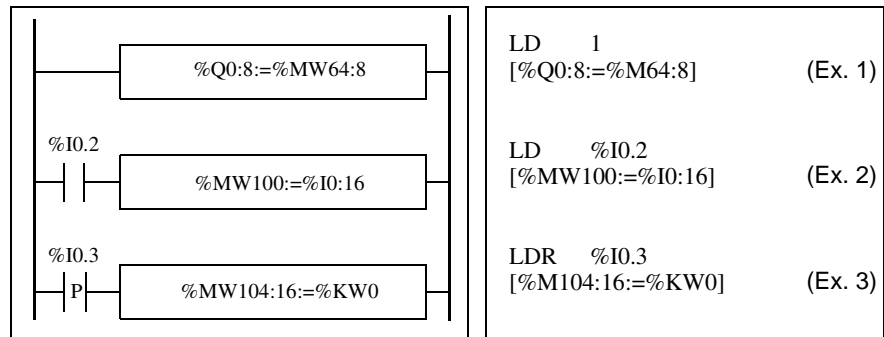 %Q0:8:=%MW64:8
%I0.2
%MW100:=%I0:16
%I0.3
P
%MW104:16:=%KW0
LD 1
[%Q0:8:=%M64:8] (Ex. 1)
LD %I0.2
[%MW100:=%I0:16] (Ex. 2)
LDR %I0.3
[%M104:16:=%KW0] (Ex. 3)